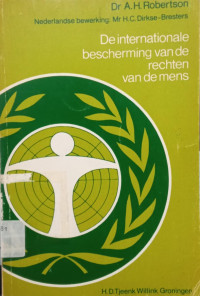 Dr A.H. Robertson
Nederlandse bewerking: Mr H.C. Dirkse-Bresters
De internationale
bescherming van de
rechten
van de mens
H.D. Tjeenk Willink Groningen